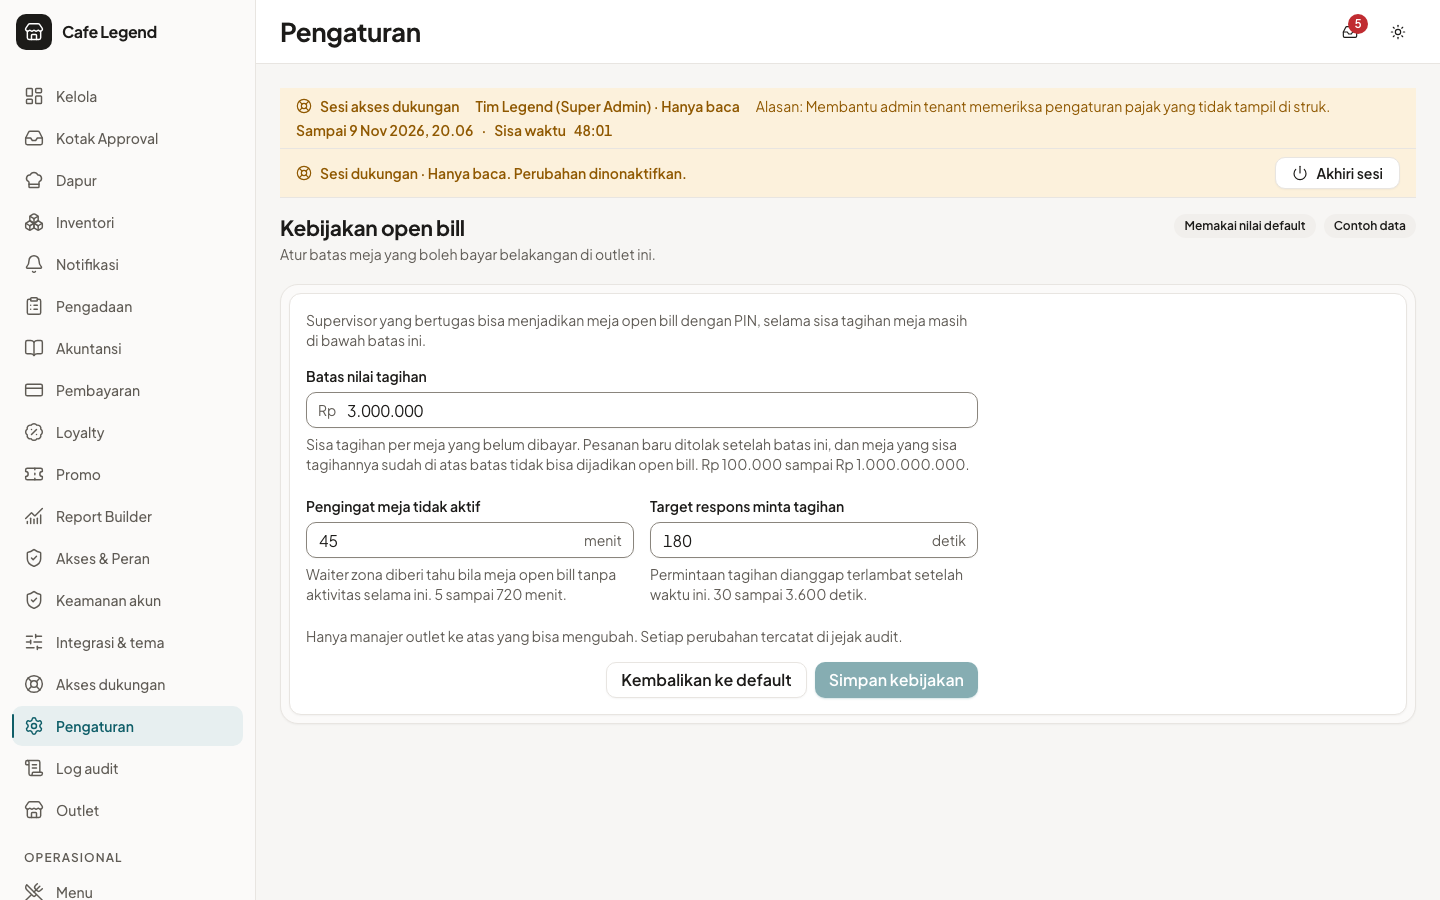 Cafe Legend
Pengaturan
5
Kelola
Kotak Approval
Dapur
Inventori
Notifikasi
Pengadaan
Akuntansi
Pembayaran
Loyalty
Promo
Report Builder
Akses & Peran
Keamanan akun
Integrasi & tema
Akses dukungan
Pengaturan
Log audit
Outlet
OPERASIONAL
Menu
Sesi akses dukungan Tim Legend (Super Admin) · Hanya baca Alasan: Membantu admin tenant memeriksa pengaturan pajak yang tidak tampil di struk.
Sampai 9 Nov 2026, 20.06 · Sisa waktu 48:01
Sesi dukungan · Hanya baca. Perubahan dinonaktifkan.
Akhiri sesi
Kebijakan open bill
Memakai nilai default
Contoh data
Atur batas meja yang boleh bayar belakangan di outlet ini.
Supervisor yang bertugas bisa menjadikan meja open bill dengan PIN, selama sisa tagihan meja masih
di bawah batas ini.
Batas nilai tagihan
Rp 3.000.000
Sisa tagihan per meja yang belum dibayar. Pesanan baru ditolak setelah batas ini, dan meja yang sisa
tagihannya sudah di atas batas tidak bisa dijadikan open bill. Rp 100.000 sampai Rp 1.000.000.000.
Pengingat meja tidak aktif
45 menit
Waiter zona diberi tahu bila meja open bill tanpa
aktivitas selama ini. 5 sampai 720 menit.
Target respons minta tagihan
180 detik
Permintaan tagihan dianggap terlambat setelah
waktu ini. 30 sampai 3.600 detik.
Hanya manajer outlet ke atas yang bisa mengubah. Setiap perubahan tercatat di jejak audit.
Kembalikan ke default
Simpan kebijakan